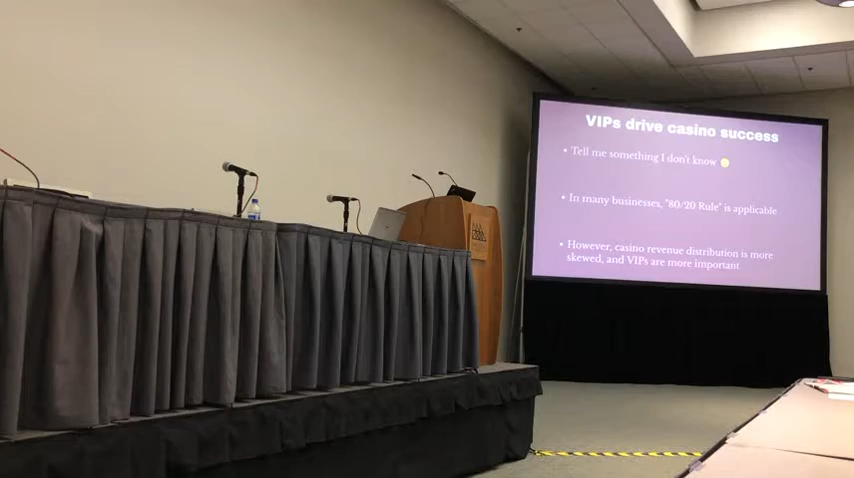 VIPs drive casino success
• Tell me something I don't know
• In many businesses, "80/20 Rule" is applicable
• However, casino revenue distribution is more
skewed, and VIPs are more important